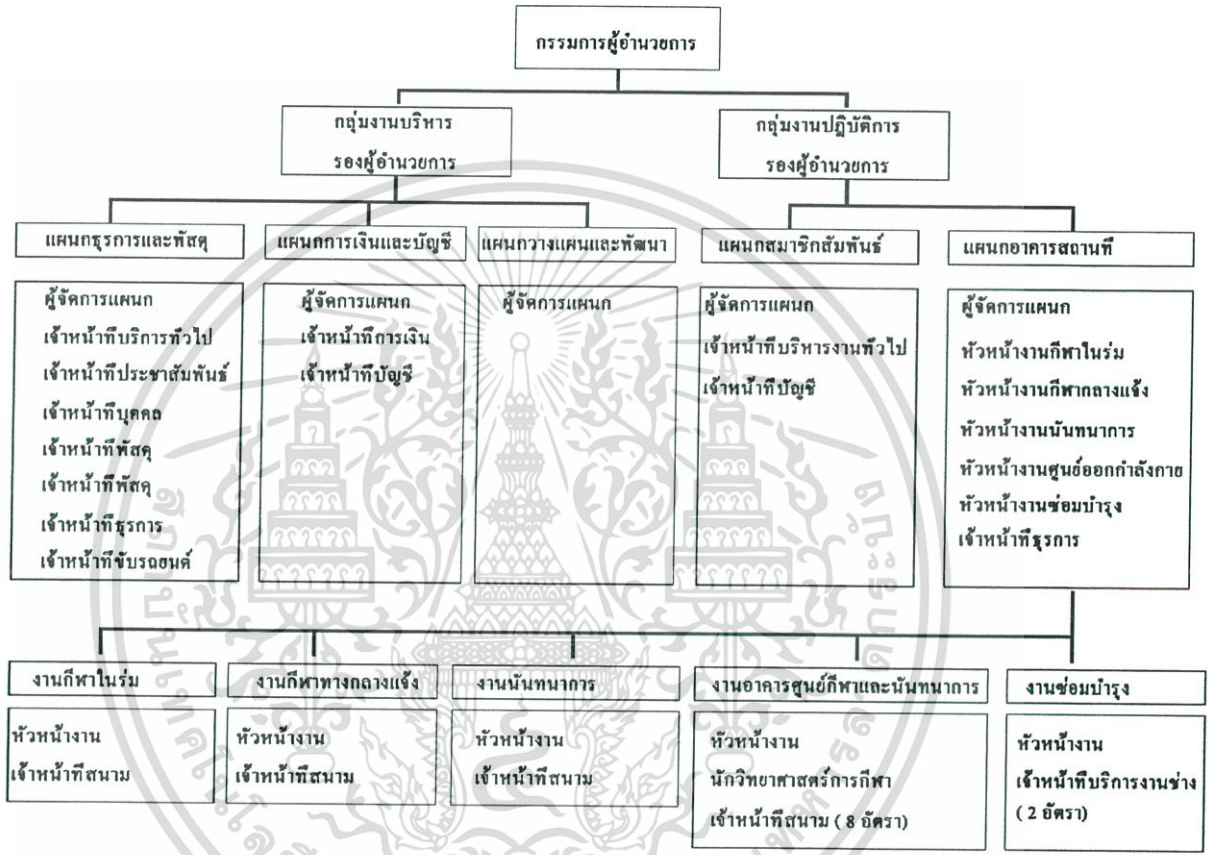 กรรมการผู้อำนวยการ
กลุ่มงานบริหาร
รองผู้อำนวยการ
กลุ่มงานปฏิบัติการ
รองผู้อำนวยการ
แผนกธุรการและพัสดุ
ผู้จัดการแผนก
เจ้าหน้าที่บริการทั่วไป
เจ้าหน้าที่ประชาสัมพันธ์
เจ้าหน้าที่บุคคล
เจ้าหน้าที่พัสดุ
เจ้าหน้าที่พัสดุ
เจ้าหน้าที่ธุรการ
เจ้าหน้าที่ขับรถยนต์
แผนกการเงินและบัญชี
ผู้จัดการแผนก
เจ้าหน้าที่การเงิน
เจ้าหน้าที่บัญชี
แผนกวางแผนและพัฒนา
ผู้จัดการแผนก
แผนกสมาชิกสัมพันธ์
ผู้จัดการแผนก
เจ้าหน้าที่บริหารงานทั่วไป
เจ้าหน้าที่บัญชี
แผนกอาคารสถานที่
ผู้จัดการแผนก
หัวหน้างานกีฬาในร่ม
หัวหน้างานกีฬากลางแจ้ง
หัวหน้างานนันทนาการ
หัวหน้างานศูนย์ออกกำลังกาย
หัวหน้างานซ่อมบำรุง
เจ้าหน้าที่ธุรการ
งานกีฬาในร่ม
หัวหน้างาน
เจ้าหน้าที่สนาม
งานกีฬาทางกลางแจ้ง
หัวหน้างาน
เจ้าหน้าที่สนาม
งานนันทนาการ
หัวหน้างาน
เจ้าหน้าที่สนาม
งานอาคารศูนย์กีฬาและนันทนาการ
หัวหน้างาน
นักวิทยาศาสตร์การกีฬา
เจ้าหน้าที่สนาม ( 8 อัตรา)
งานซ่อมบำรุง
หัวหน้างาน
เจ้าหน้าที่บริการงานช่าง
( 2 อัตรา)